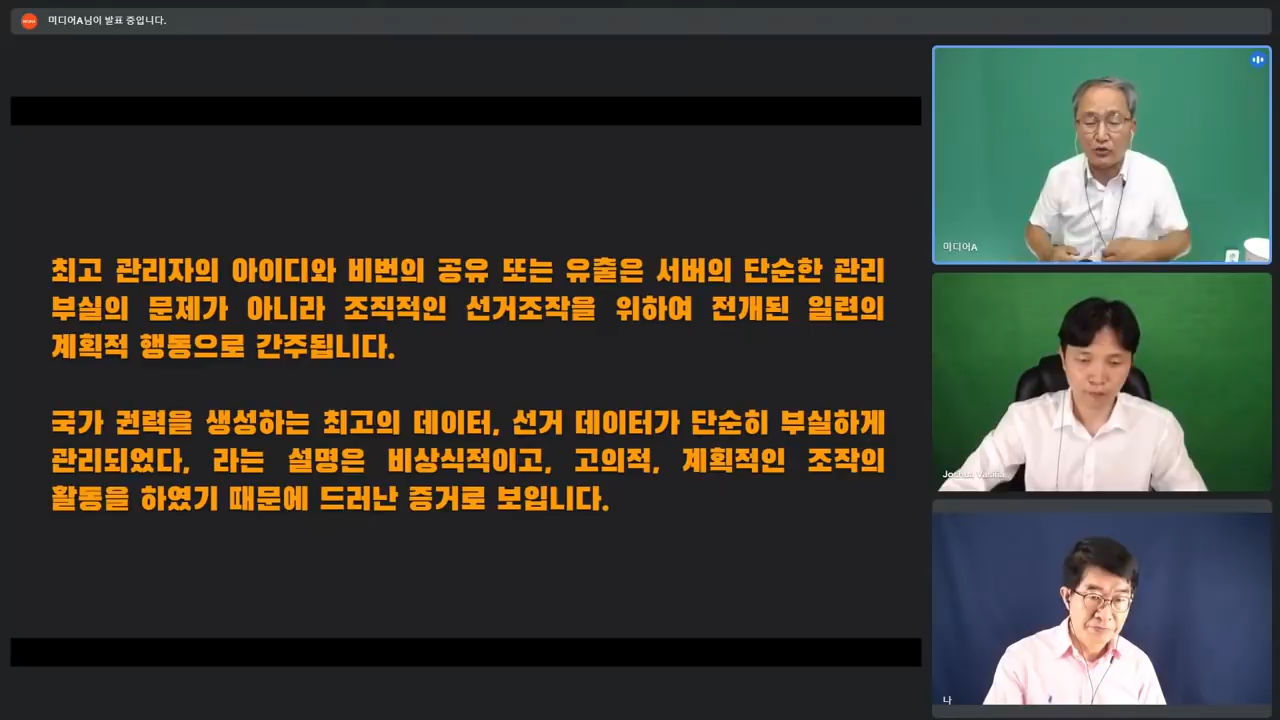 미디어A님이 발표 중입니다.
최고 관리자의 아이디와 비번의 공유 또는 유출은 서버의 단순한 관리
부실의 문제가 아니라 조직적인 선거조작을 위하여 전개된 일련의
계획적 행동으로 간주됩니다.
국가 권력을 생성하는 최고의 데이터, 선거 데이터가 단순히 부실하게
관리되었다, 라는 설명은 비상식적이고, 고의적, 계획적인 조작의
활동을 하였기 때문에 드러난 증거로 보입니다.
미디어A
Joshua
나